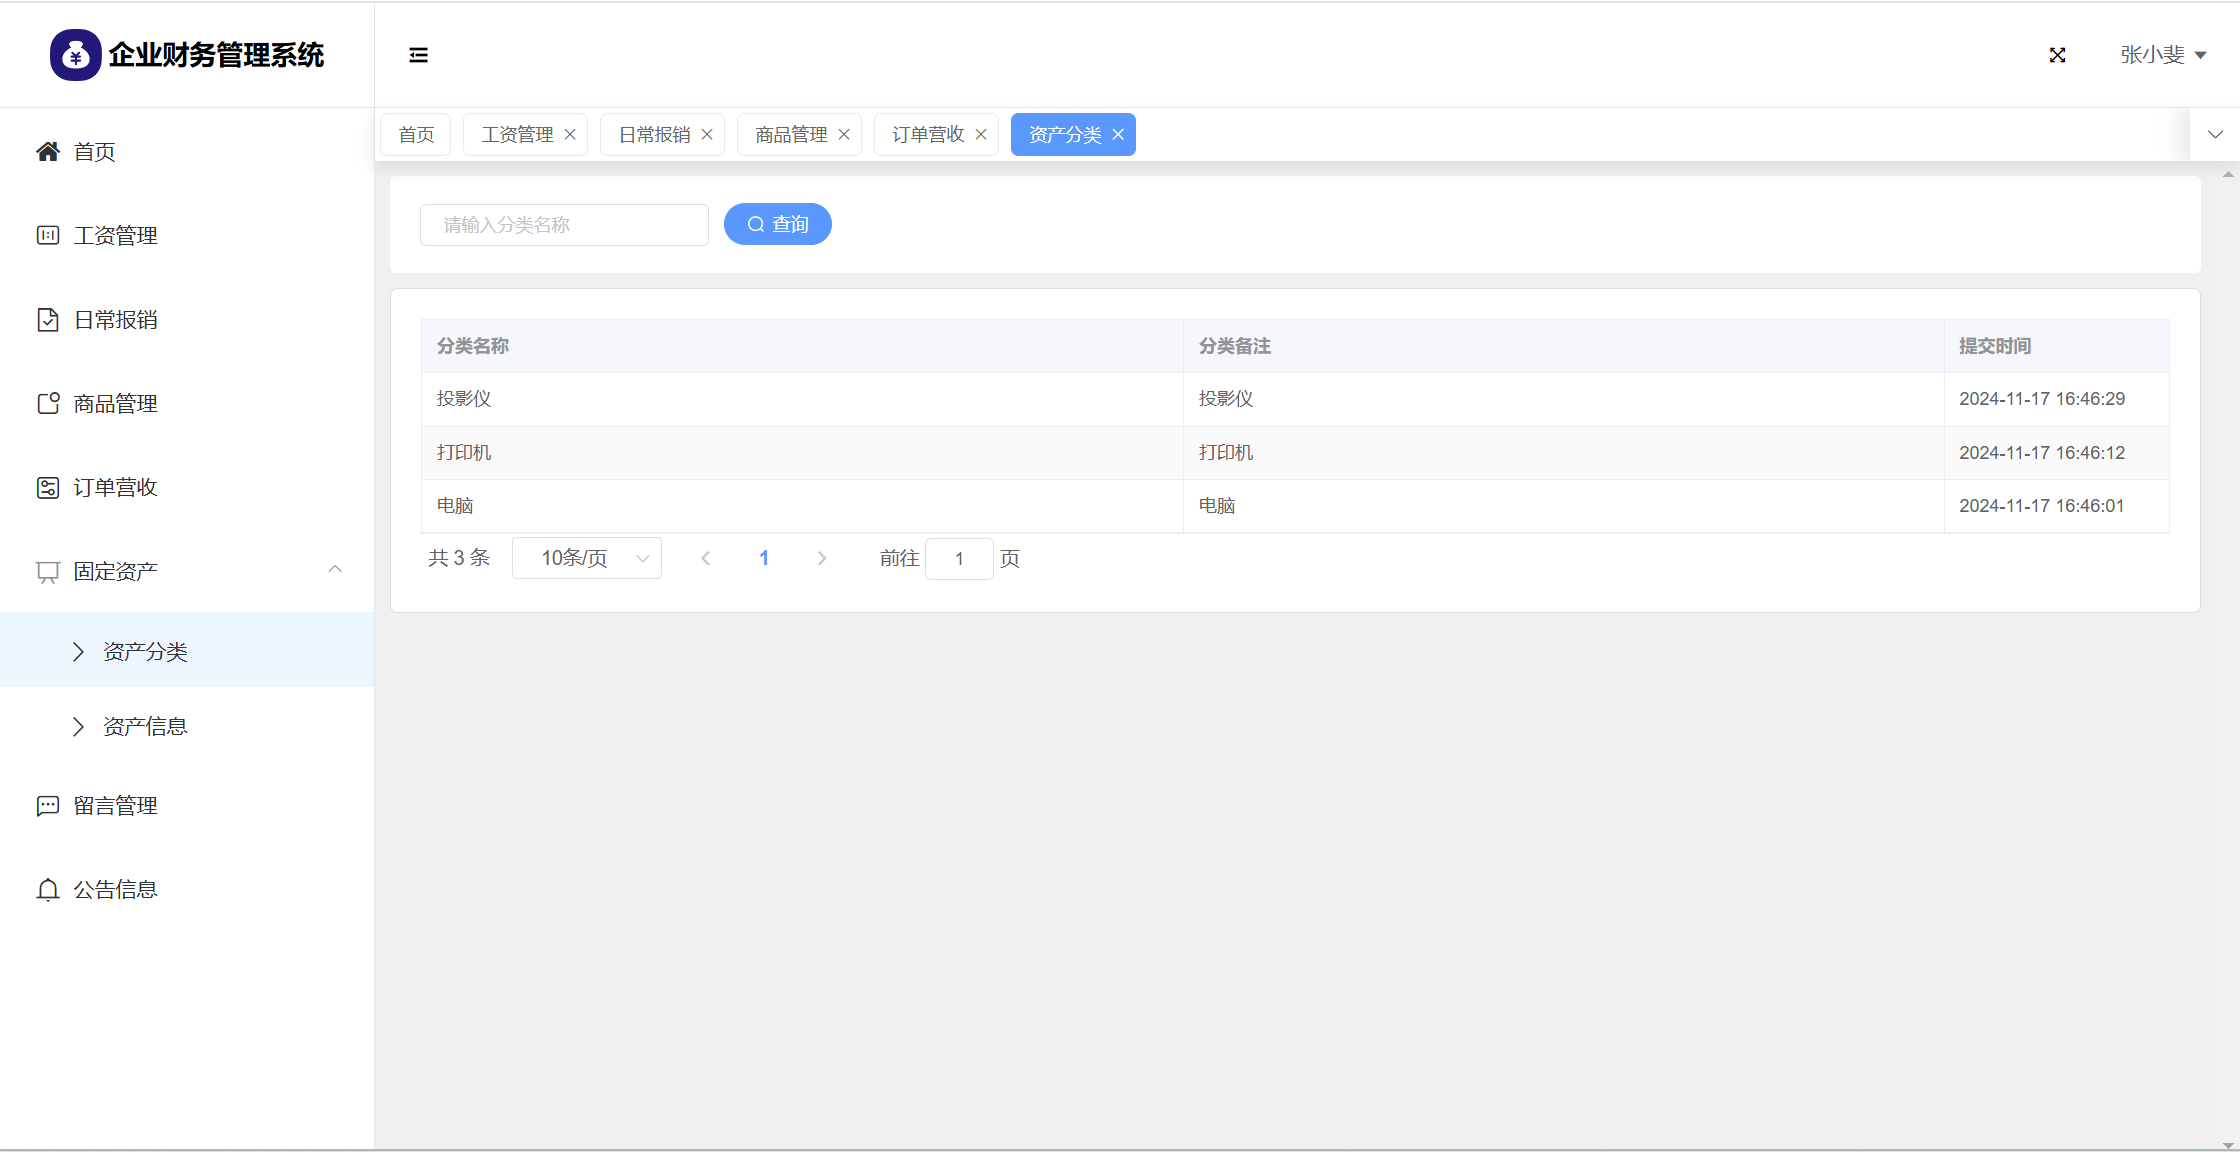 企业财务管理系统
张小斐
首页
工资管理
日常报销
商品管理
订单营收
固定资产
资产分类
资产信息
留言管理
公告信息
首页 工资管理 日常报销 商品管理 订单营收 资产分类
请输入分类名称 查询
分类名称 分类备注 提交时间
投影仪 投影仪 2024-11-17 16:46:29
打印机 打印机 2024-11-17 16:46:12
电脑 电脑 2024-11-17 16:46:01
共 3 条 10条/页 1 前往 1 页